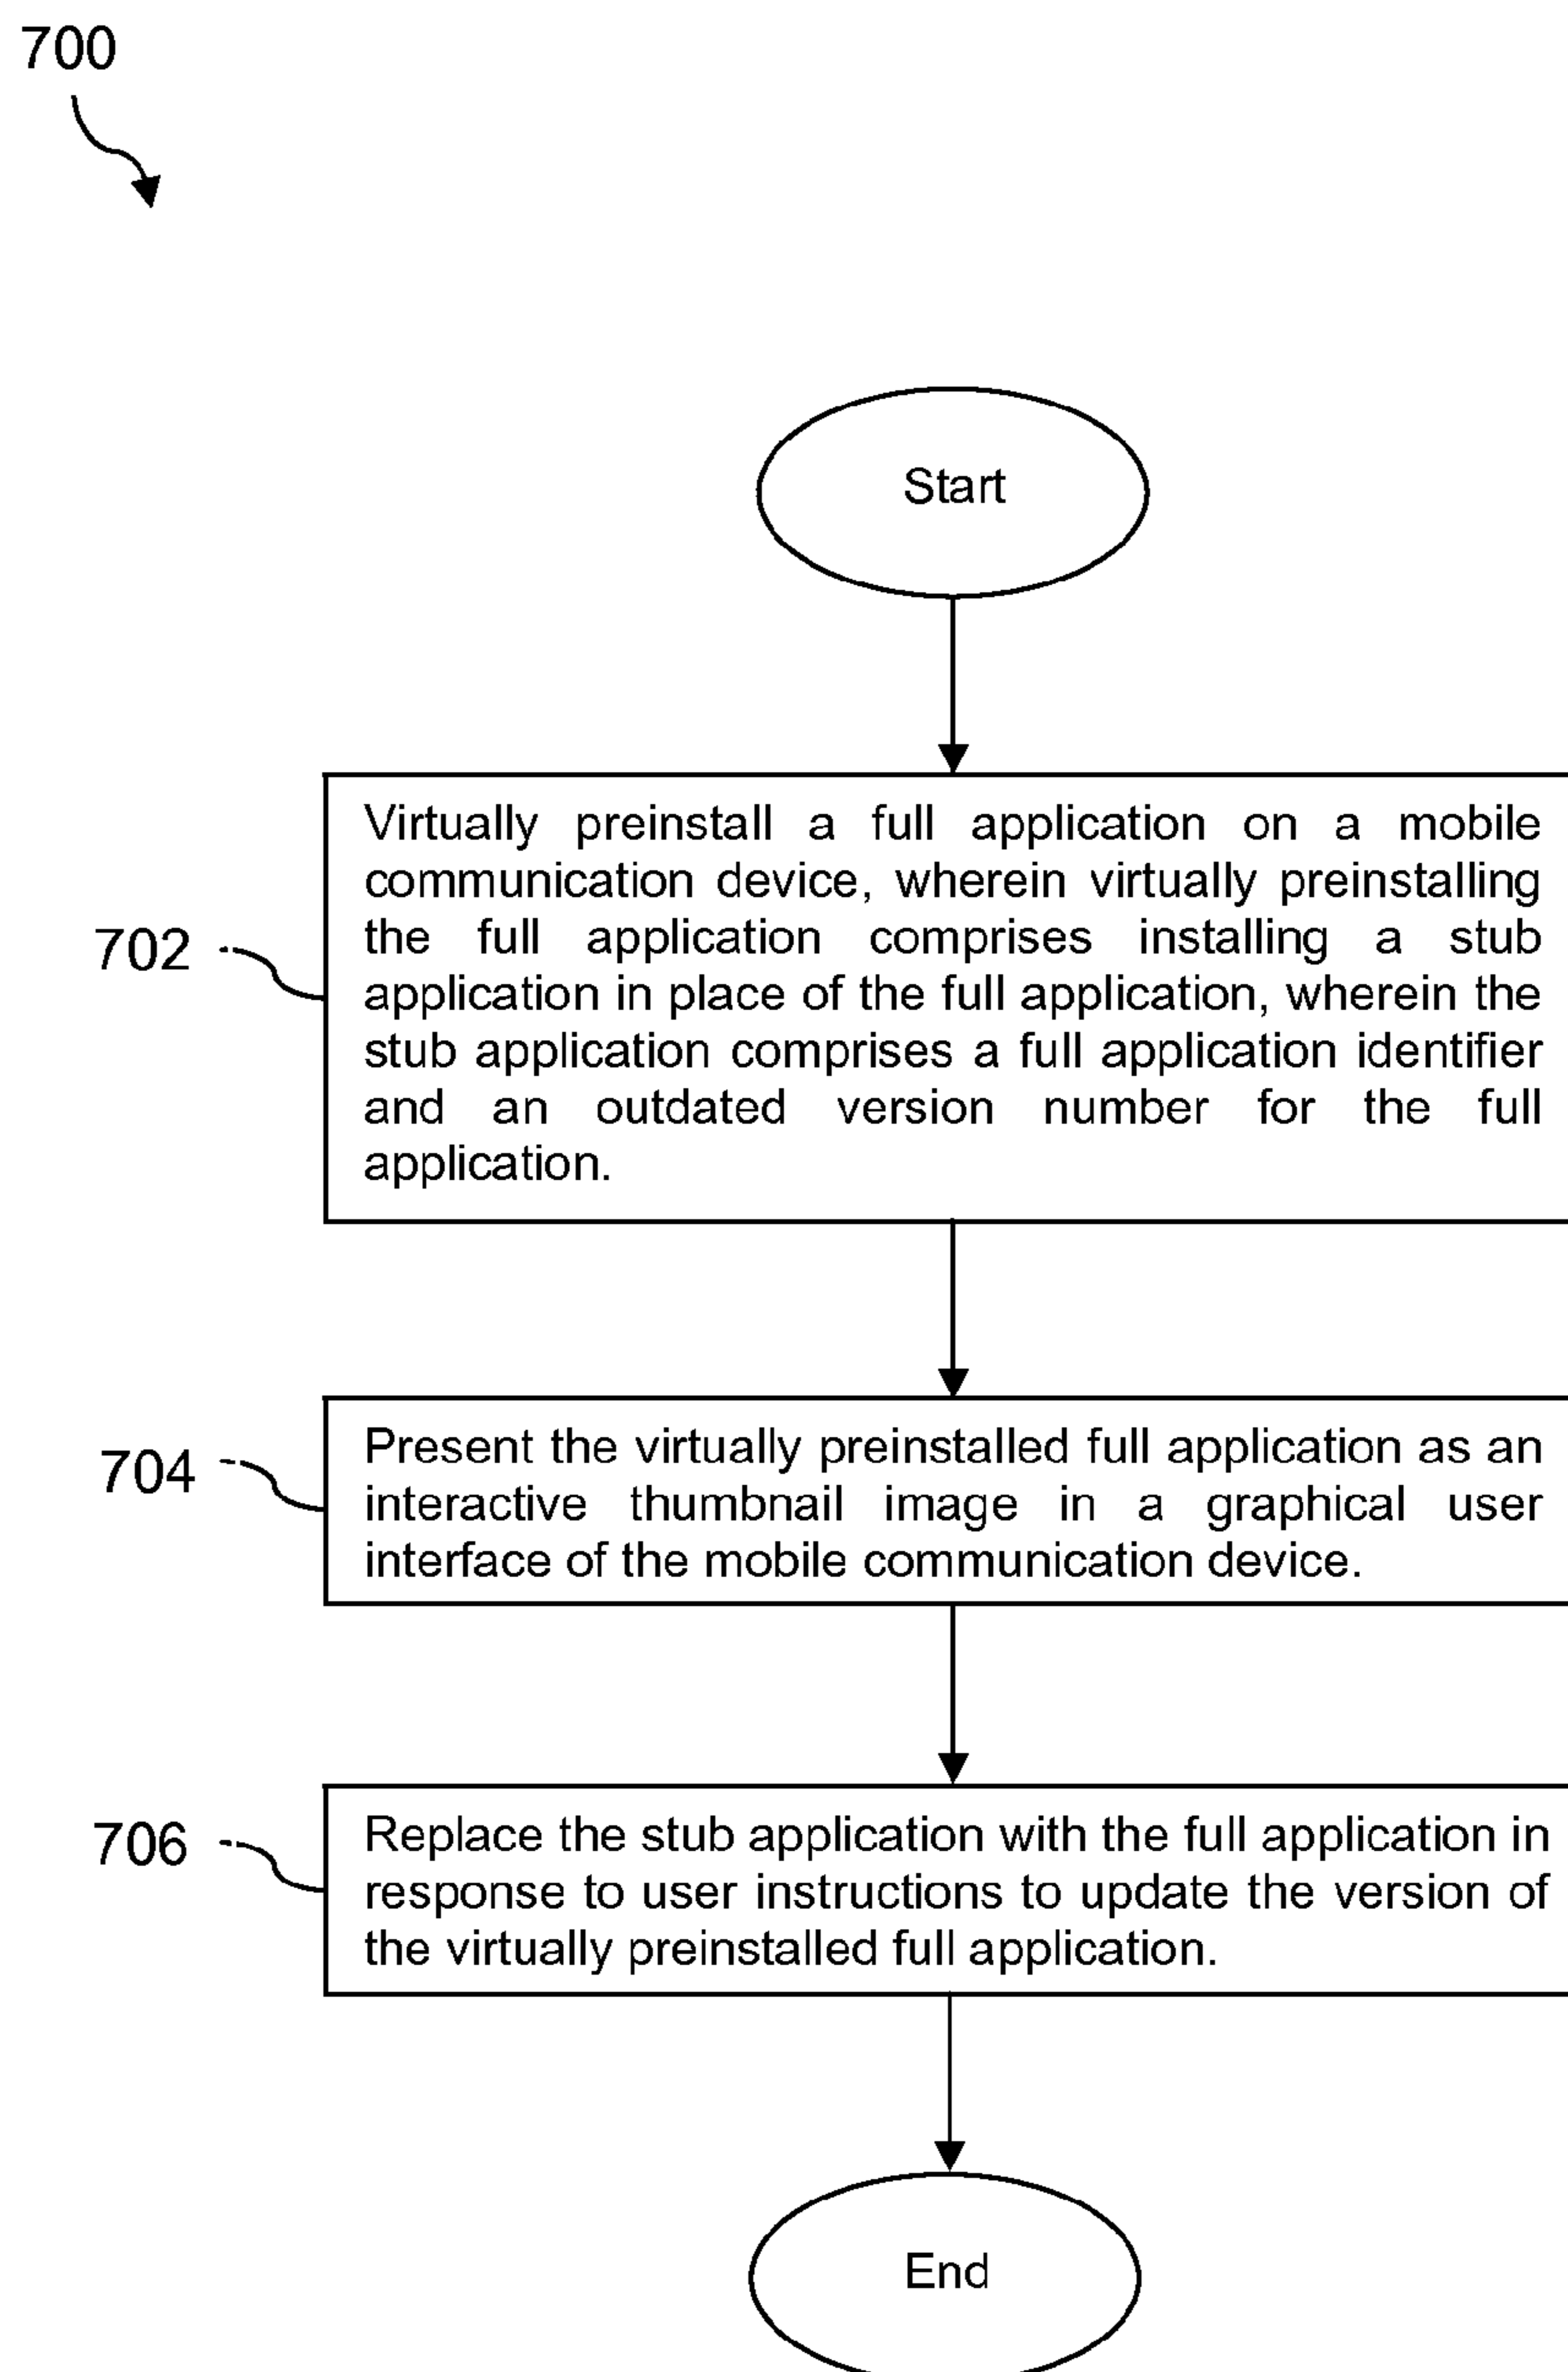 700
Start
Virtually preinstall a full application on a mobile
communication device, wherein virtually preinstalling
the full application comprises installing a stub
application in place of the full application, wherein the
stub application comprises a full application identifier
and an outdated version number for the full
application.
702
Present the virtually preinstalled full application as an
interactive thumbnail image in a graphical user
interface of the mobile communication device.
704
Replace the stub application with the full application in
response to user instructions to update the version of
the virtually preinstalled full application.
706
End